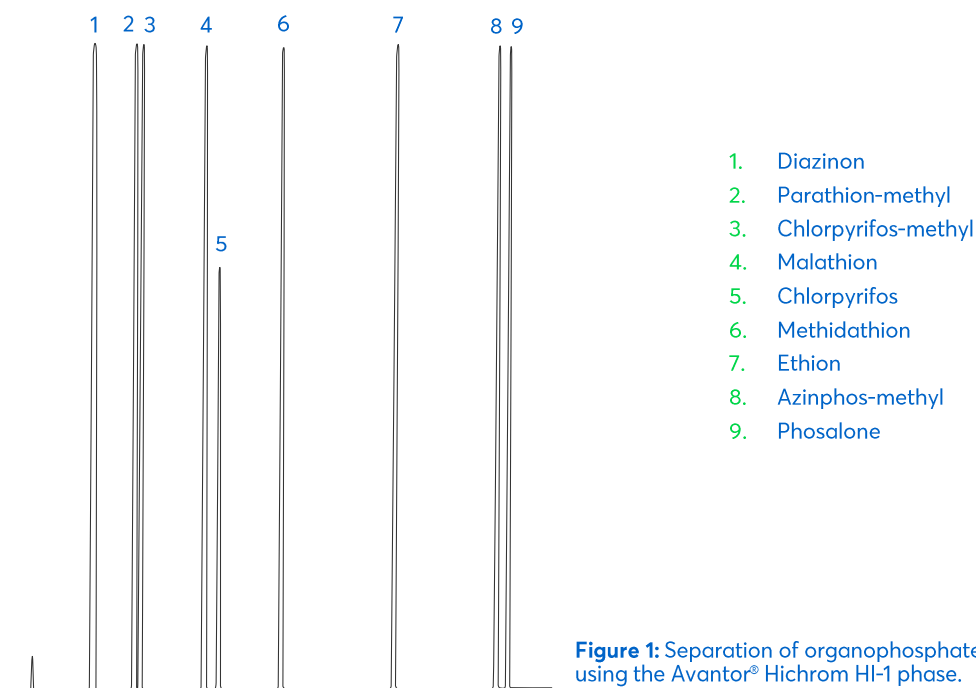 1 2 3 4 6 7 8 9
5
1. Diazinon
2. Parathion-methyl
3. Chlorpyrifos-methyl
4. Malathion
5. Chlorpyrifos
6. Methidathion
7. Ethion
8. Azinphos-methyl
9. Phosalone
Figure 1: Separation of organophosphate
using the Avantor® Hichrom HI-1 phase.